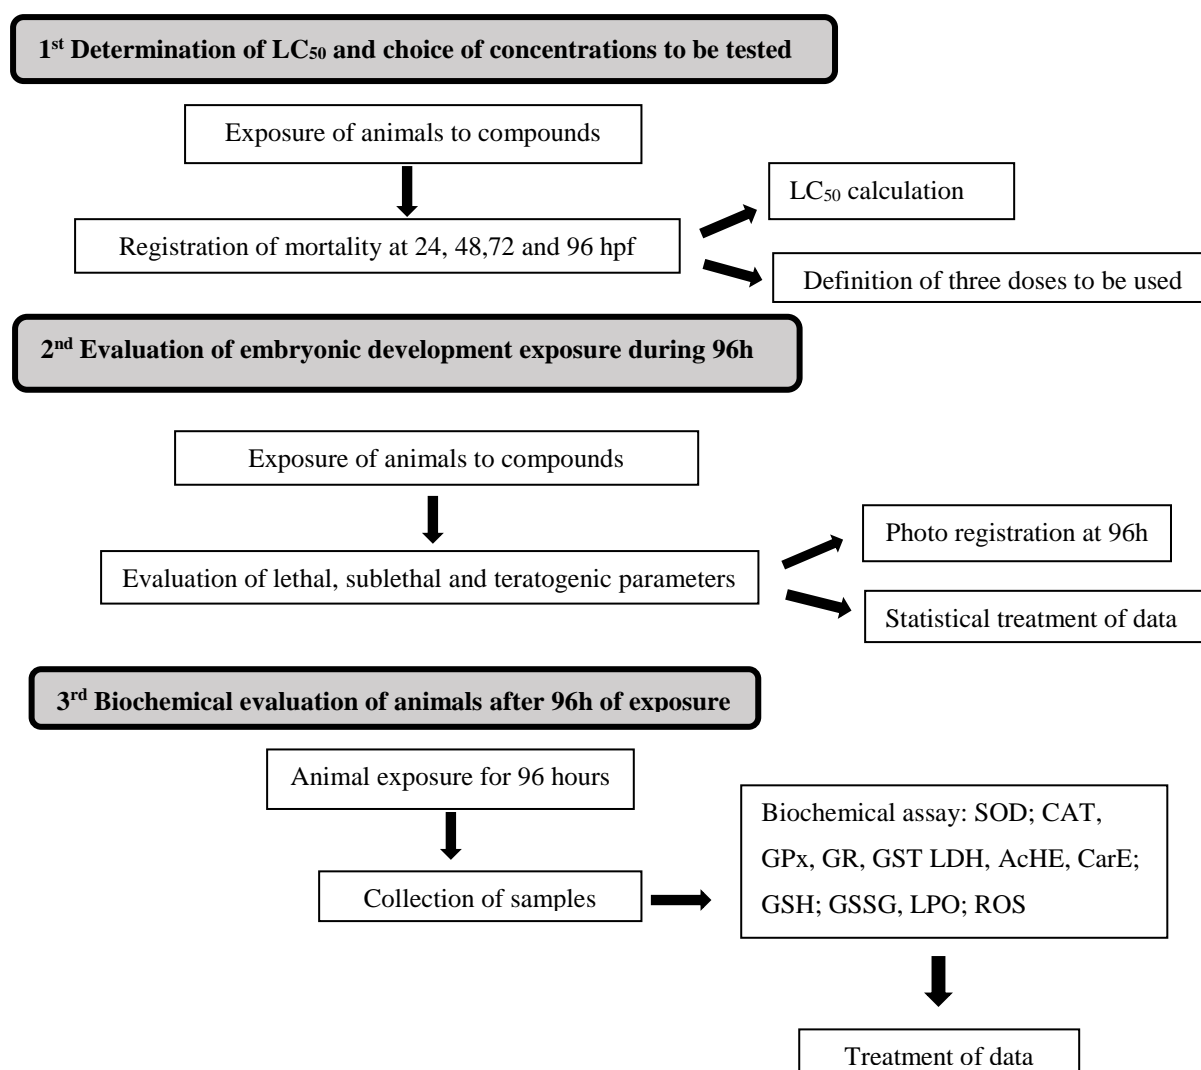 1st Determination of LC50 and choice of concentrations to be tested
Exposure of animals to compounds
LC50 calculation
Registration of mortality at 24, 48,72 and 96 hpf
Definition of three doses to be used
2nd Evaluation of embryonic development exposure during 96h
Exposure of animals to compounds
Photo registration at 96h
Evaluation of lethal, sublethal and teratogenic parameters
Statistical treatment of data
3rd Biochemical evaluation of animals after 96h of exposure
Animal exposure for 96 hours
Collection of samples
Biochemical assay: SOD; CAT,
GPx, GR, GST LDH, AcHE, CarE;
GSH; GSSG, LPO; ROS
Treatment of data